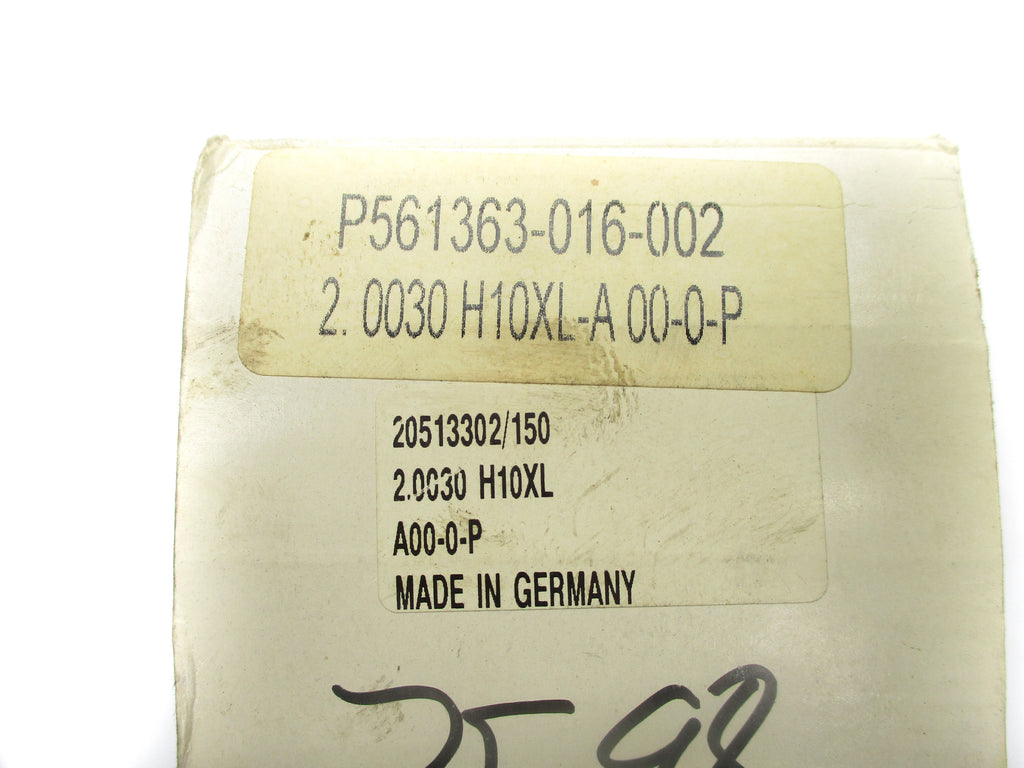 P561363-016-002
2. 0030 H10XL-A 00-0-P
20513302/150
2.0030 H10XL
A00-0-P
MADE IN GERMANY